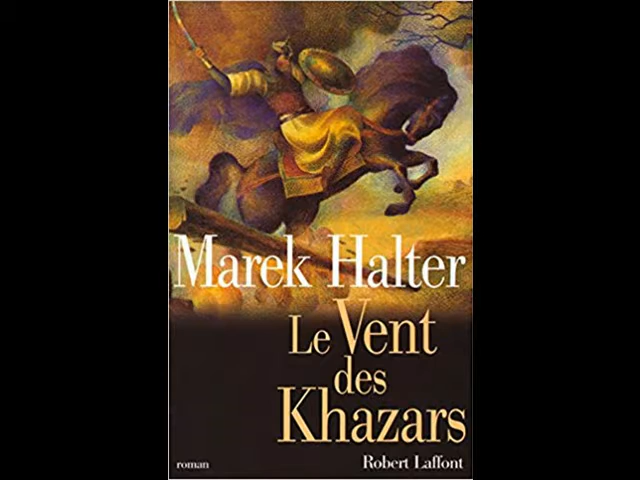 Marek Halter
Le Vent
des
Khazars
roman
Robert Laffont